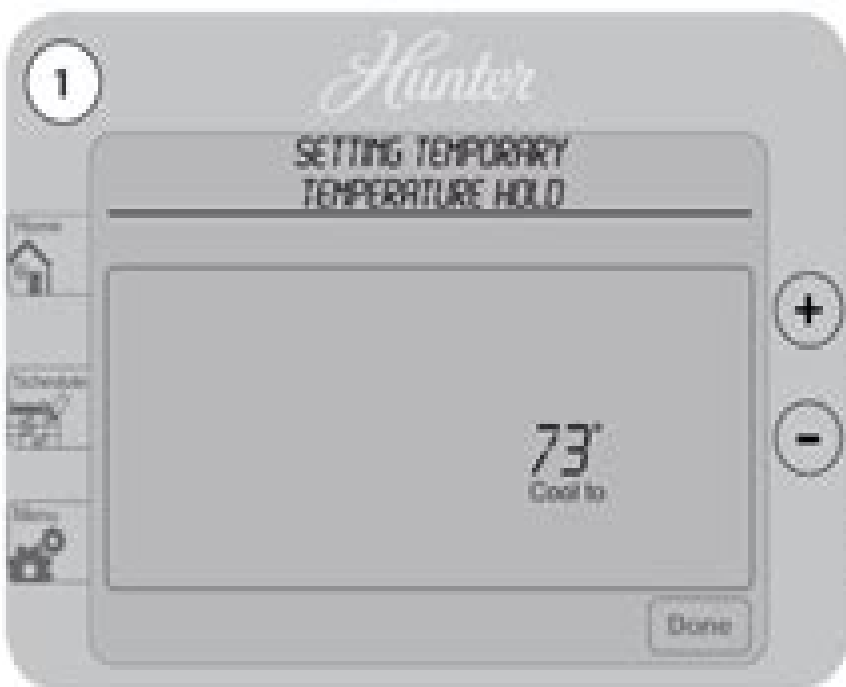 1
Hunter
SETTING TEMPORARY
TEMPERATURE HOLD
Home
+
Schedule
73°
Cool to
-
Menu
Done